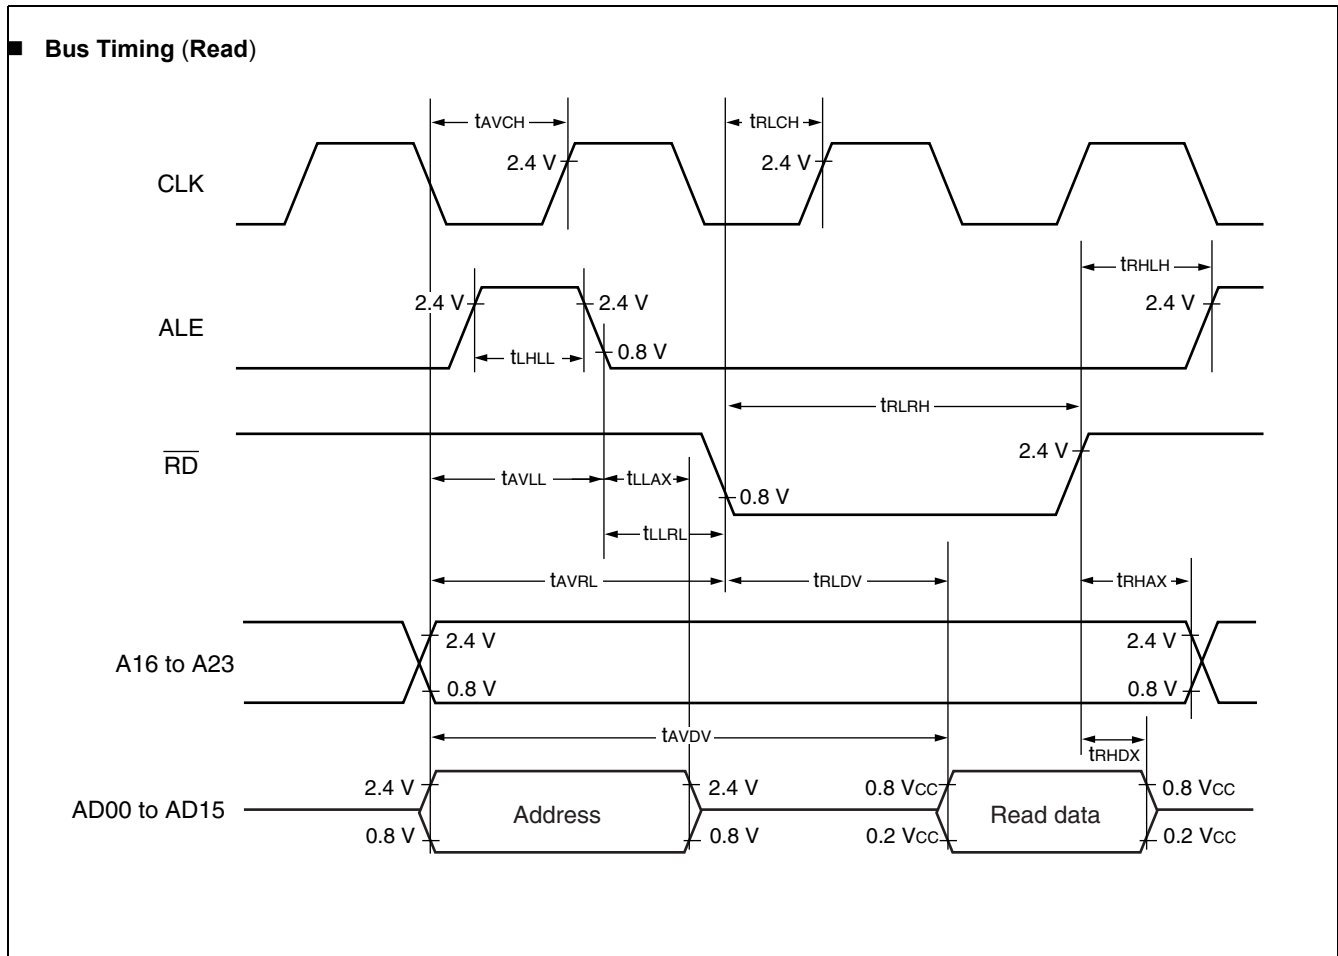 ■ Bus Timing (Read)
tAVCH
tRLCH
2.4 V
2.4 V
CLK
tRHLH
2.4 V
2.4 V
2.4 V
ALE
tLHLL
0.8 V
tRLRH
RD
2.4 V
tAVLL
tLLAX
0.8 V
tLLRL
tAVRL
tRLDV
tRHAX
2.4 V
2.4 V
A16 to A23
0.8 V
0.8 V
tAVDV
tRHDX
2.4 V
2.4 V
0.8 VCC
0.8 VCC
AD00 to AD15
Address
Read data
0.8 V
0.8 V
0.2 VCC
0.2 VCC